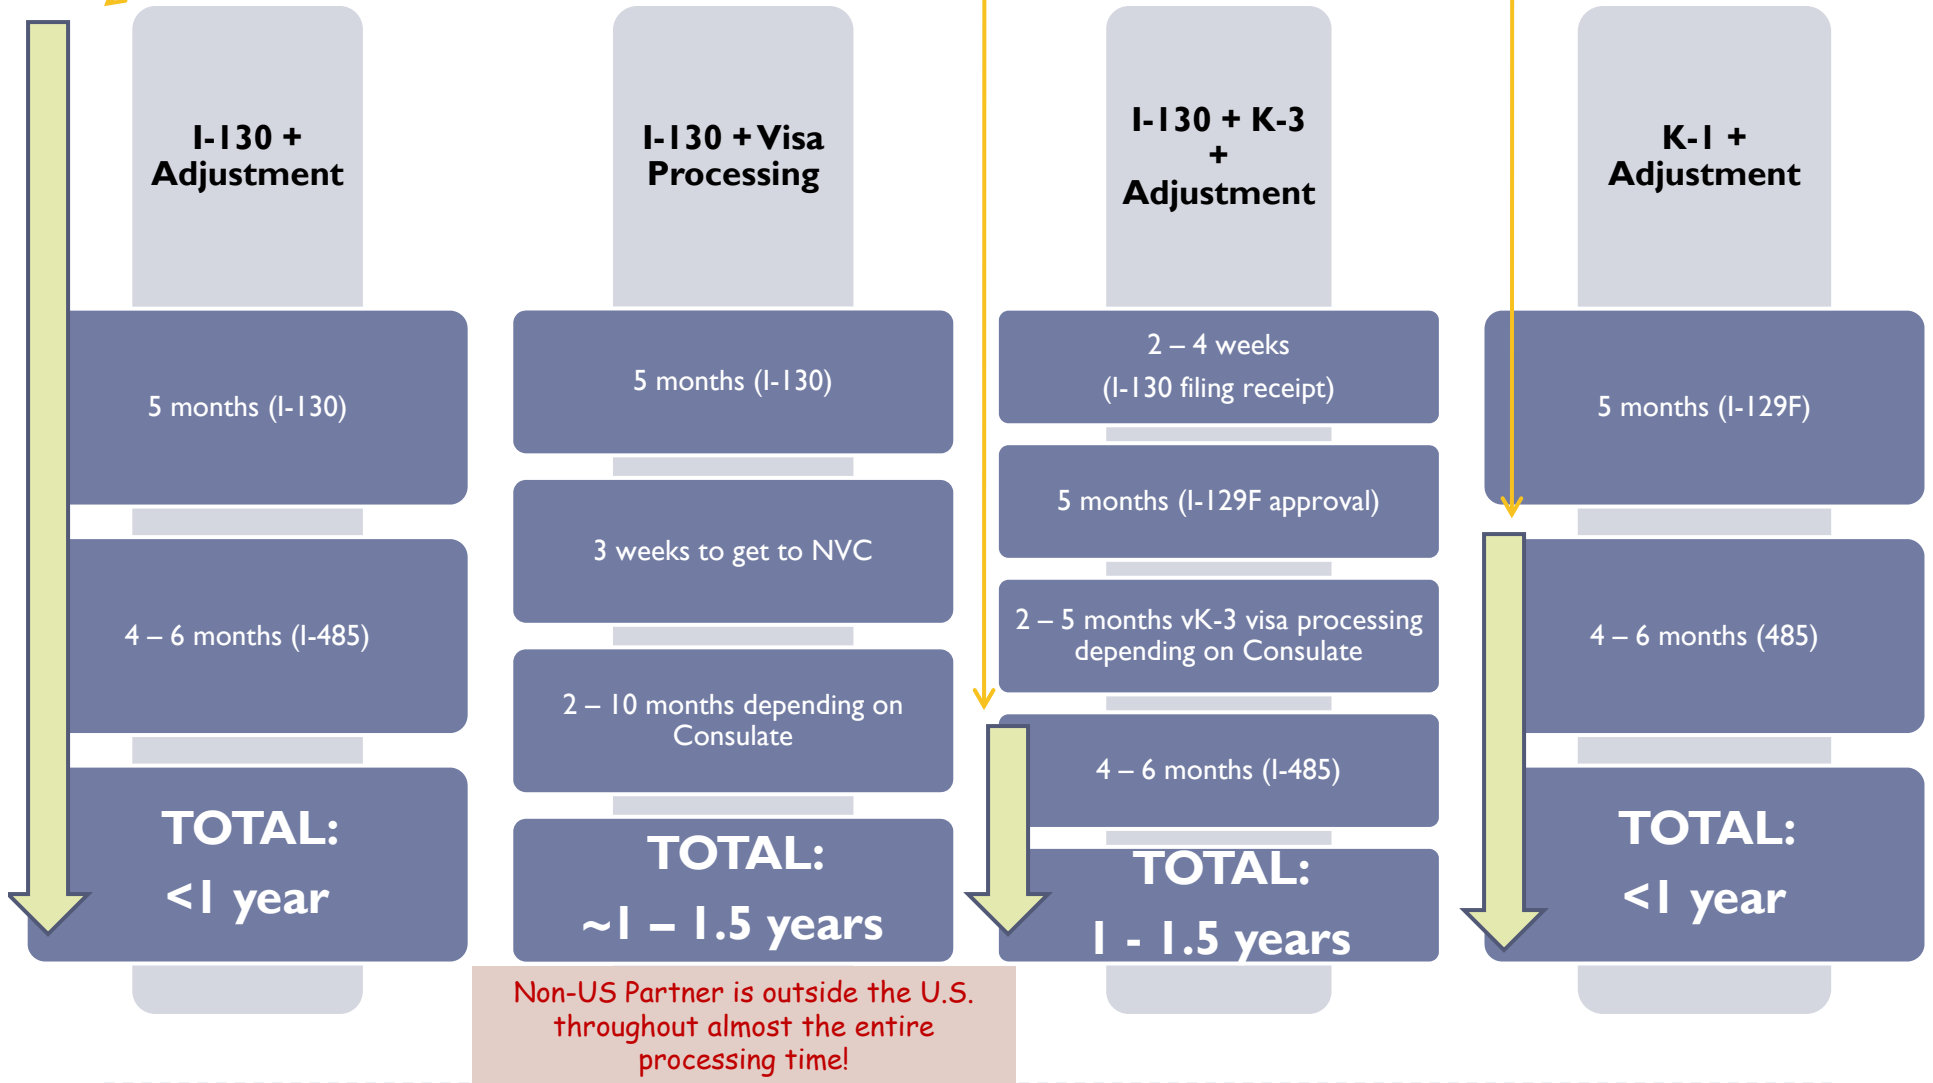 I-130 +
Adjustment
5 months (I-130)
4 – 6 months (I-485)
TOTAL:
<1 year
I-130 + Visa
Processing
5 months (I-130)
3 weeks to get to NVC
2 – 10 months depending on
Consulate
TOTAL:
~1 – 1.5 years
Non-US Partner is outside the U.S.
throughout almost the entire
processing time!
I-130 + K-3
+
Adjustment
2 – 4 weeks
(I-130 filing receipt)
5 months (I-129F approval)
2 – 5 months vK-3 visa processing
depending on Consulate
4 – 6 months (I-485)
TOTAL:
1 - 1.5 years
K-1 +
Adjustment
5 months (I-129F)
4 – 6 months (485)
TOTAL:
<1 year